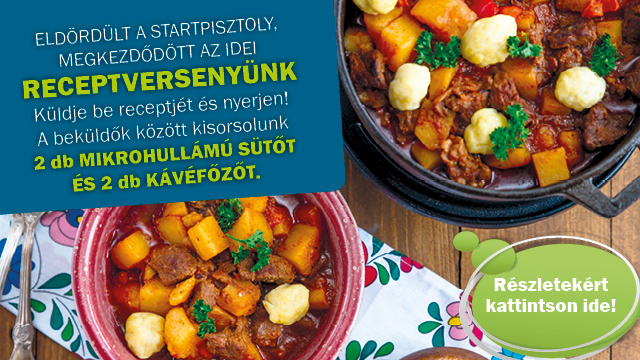 ELDÖRDÜLT A STARTPISZTOLY,
MEGKEZDŐDÖTT AZ IDEI
RECEPTVERSENYÜNK
Küldje be receptjét és nyerjen!
A beküldők között kisorsolunk
2 db MIKROHULLÁMÚ SÜTŐT
ÉS 2 db KÁVÉFŐZŐT.
Részletekért
kattintson ide!